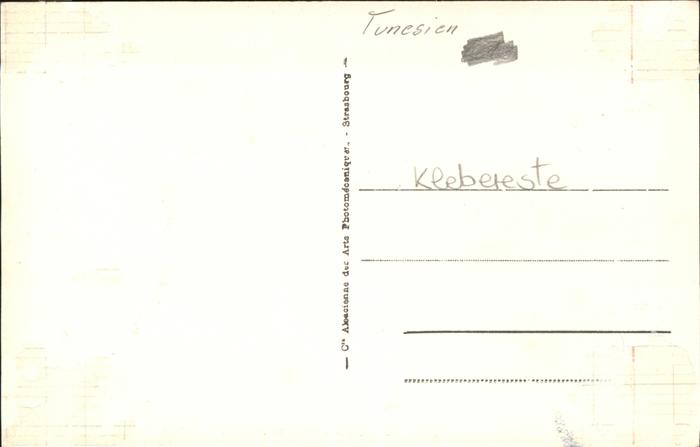 Tunesien
Klebereste
— Cie Alsacienne des Arts Photomécaniques. - Strasbourg —